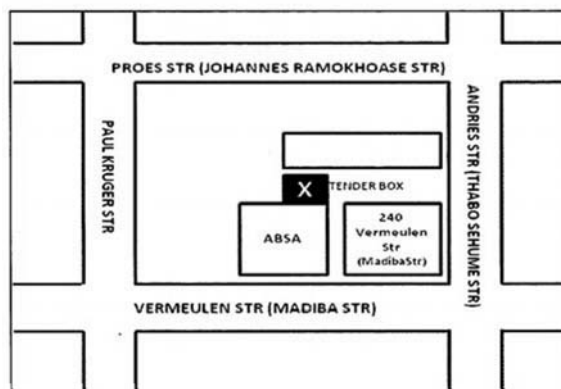 PROES STR (JOHANNES RAMOKHOASE STR)
PAUL KRUGER STR
ANDRIES STR (THABO SEHUME STR)
X
TENDER BOX
ABSA
240
Vermeulen
Str
(MadibaStr)
VERMEULEN STR (MADIBA STR)